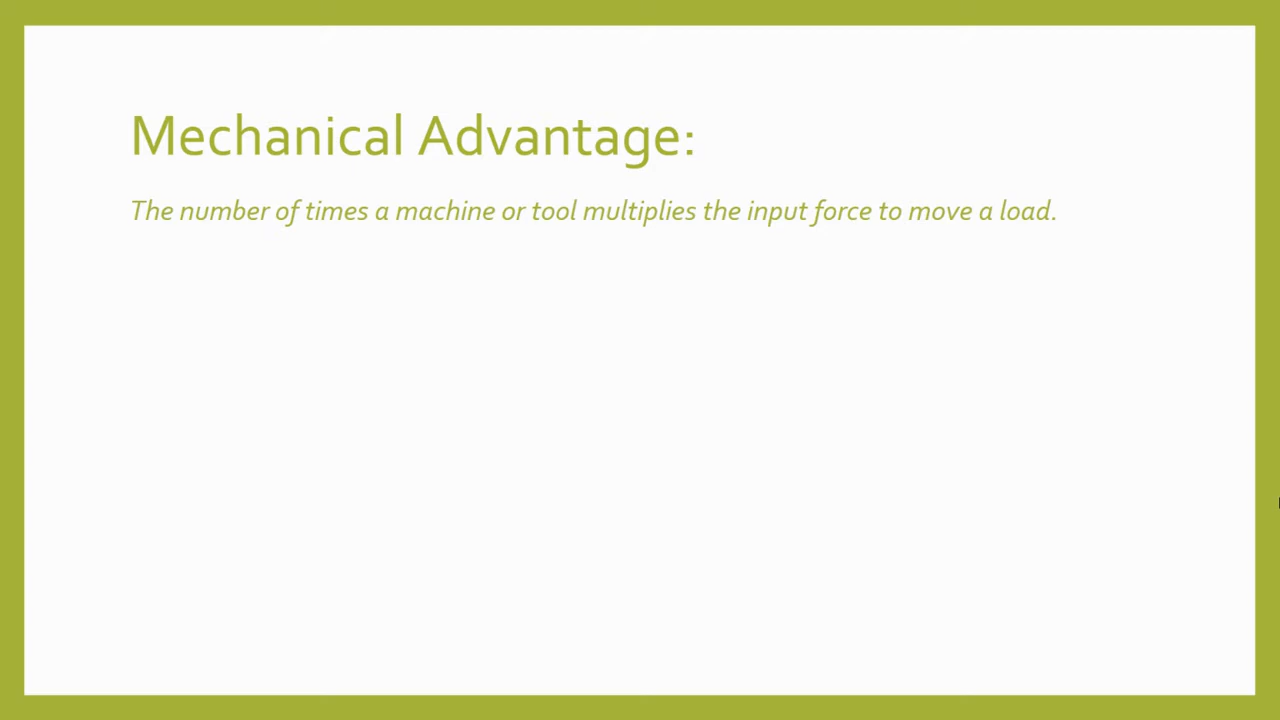 Mechanical Advantage:
The number of times a machine or tool multiplies the input force to move a load.